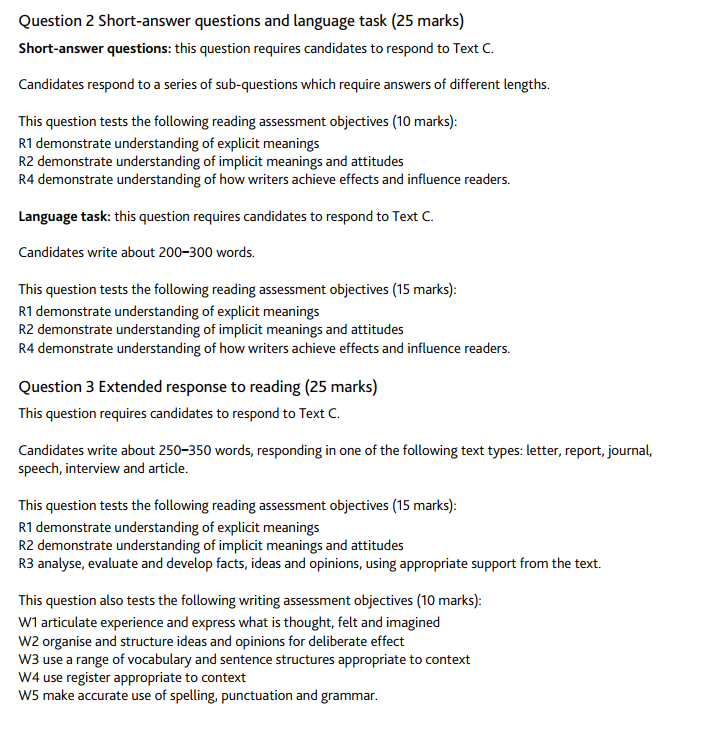 Question 2 Short-answer questions and language task (25 marks)
Short-answer questions: this question requires candidates to respond to Text C.
Candidates respond to a series of sub-questions which require answers of different lengths.
This question tests the following reading assessment objectives (10 marks):
R1 demonstrate understanding of explicit meanings
R2 demonstrate understanding of implicit meanings and attitudes
R4 demonstrate understanding of how writers achieve effects and influence readers.
Language task: this question requires candidates to respond to Text C.
Candidates write about 200–300 words.
This question tests the following reading assessment objectives (15 marks):
R1 demonstrate understanding of explicit meanings
R2 demonstrate understanding of implicit meanings and attitudes
R4 demonstrate understanding of how writers achieve effects and influence readers.
Question 3 Extended response to reading (25 marks)
This question requires candidates to respond to Text C.
Candidates write about 250–350 words, responding in one of the following text types: letter, report, journal,
speech, interview and article.
This question tests the following reading assessment objectives (15 marks):
R1 demonstrate understanding of explicit meanings
R2 demonstrate understanding of implicit meanings and attitudes
R3 analyse, evaluate and develop facts, ideas and opinions, using appropriate support from the text.
This question also tests the following writing assessment objectives (10 marks):
W1 articulate experience and express what is thought, felt and imagined
W2 organise and structure ideas and opinions for deliberate effect
W3 use a range of vocabulary and sentence structures appropriate to context
W4 use register appropriate to context
W5 make accurate use of spelling, punctuation and grammar.